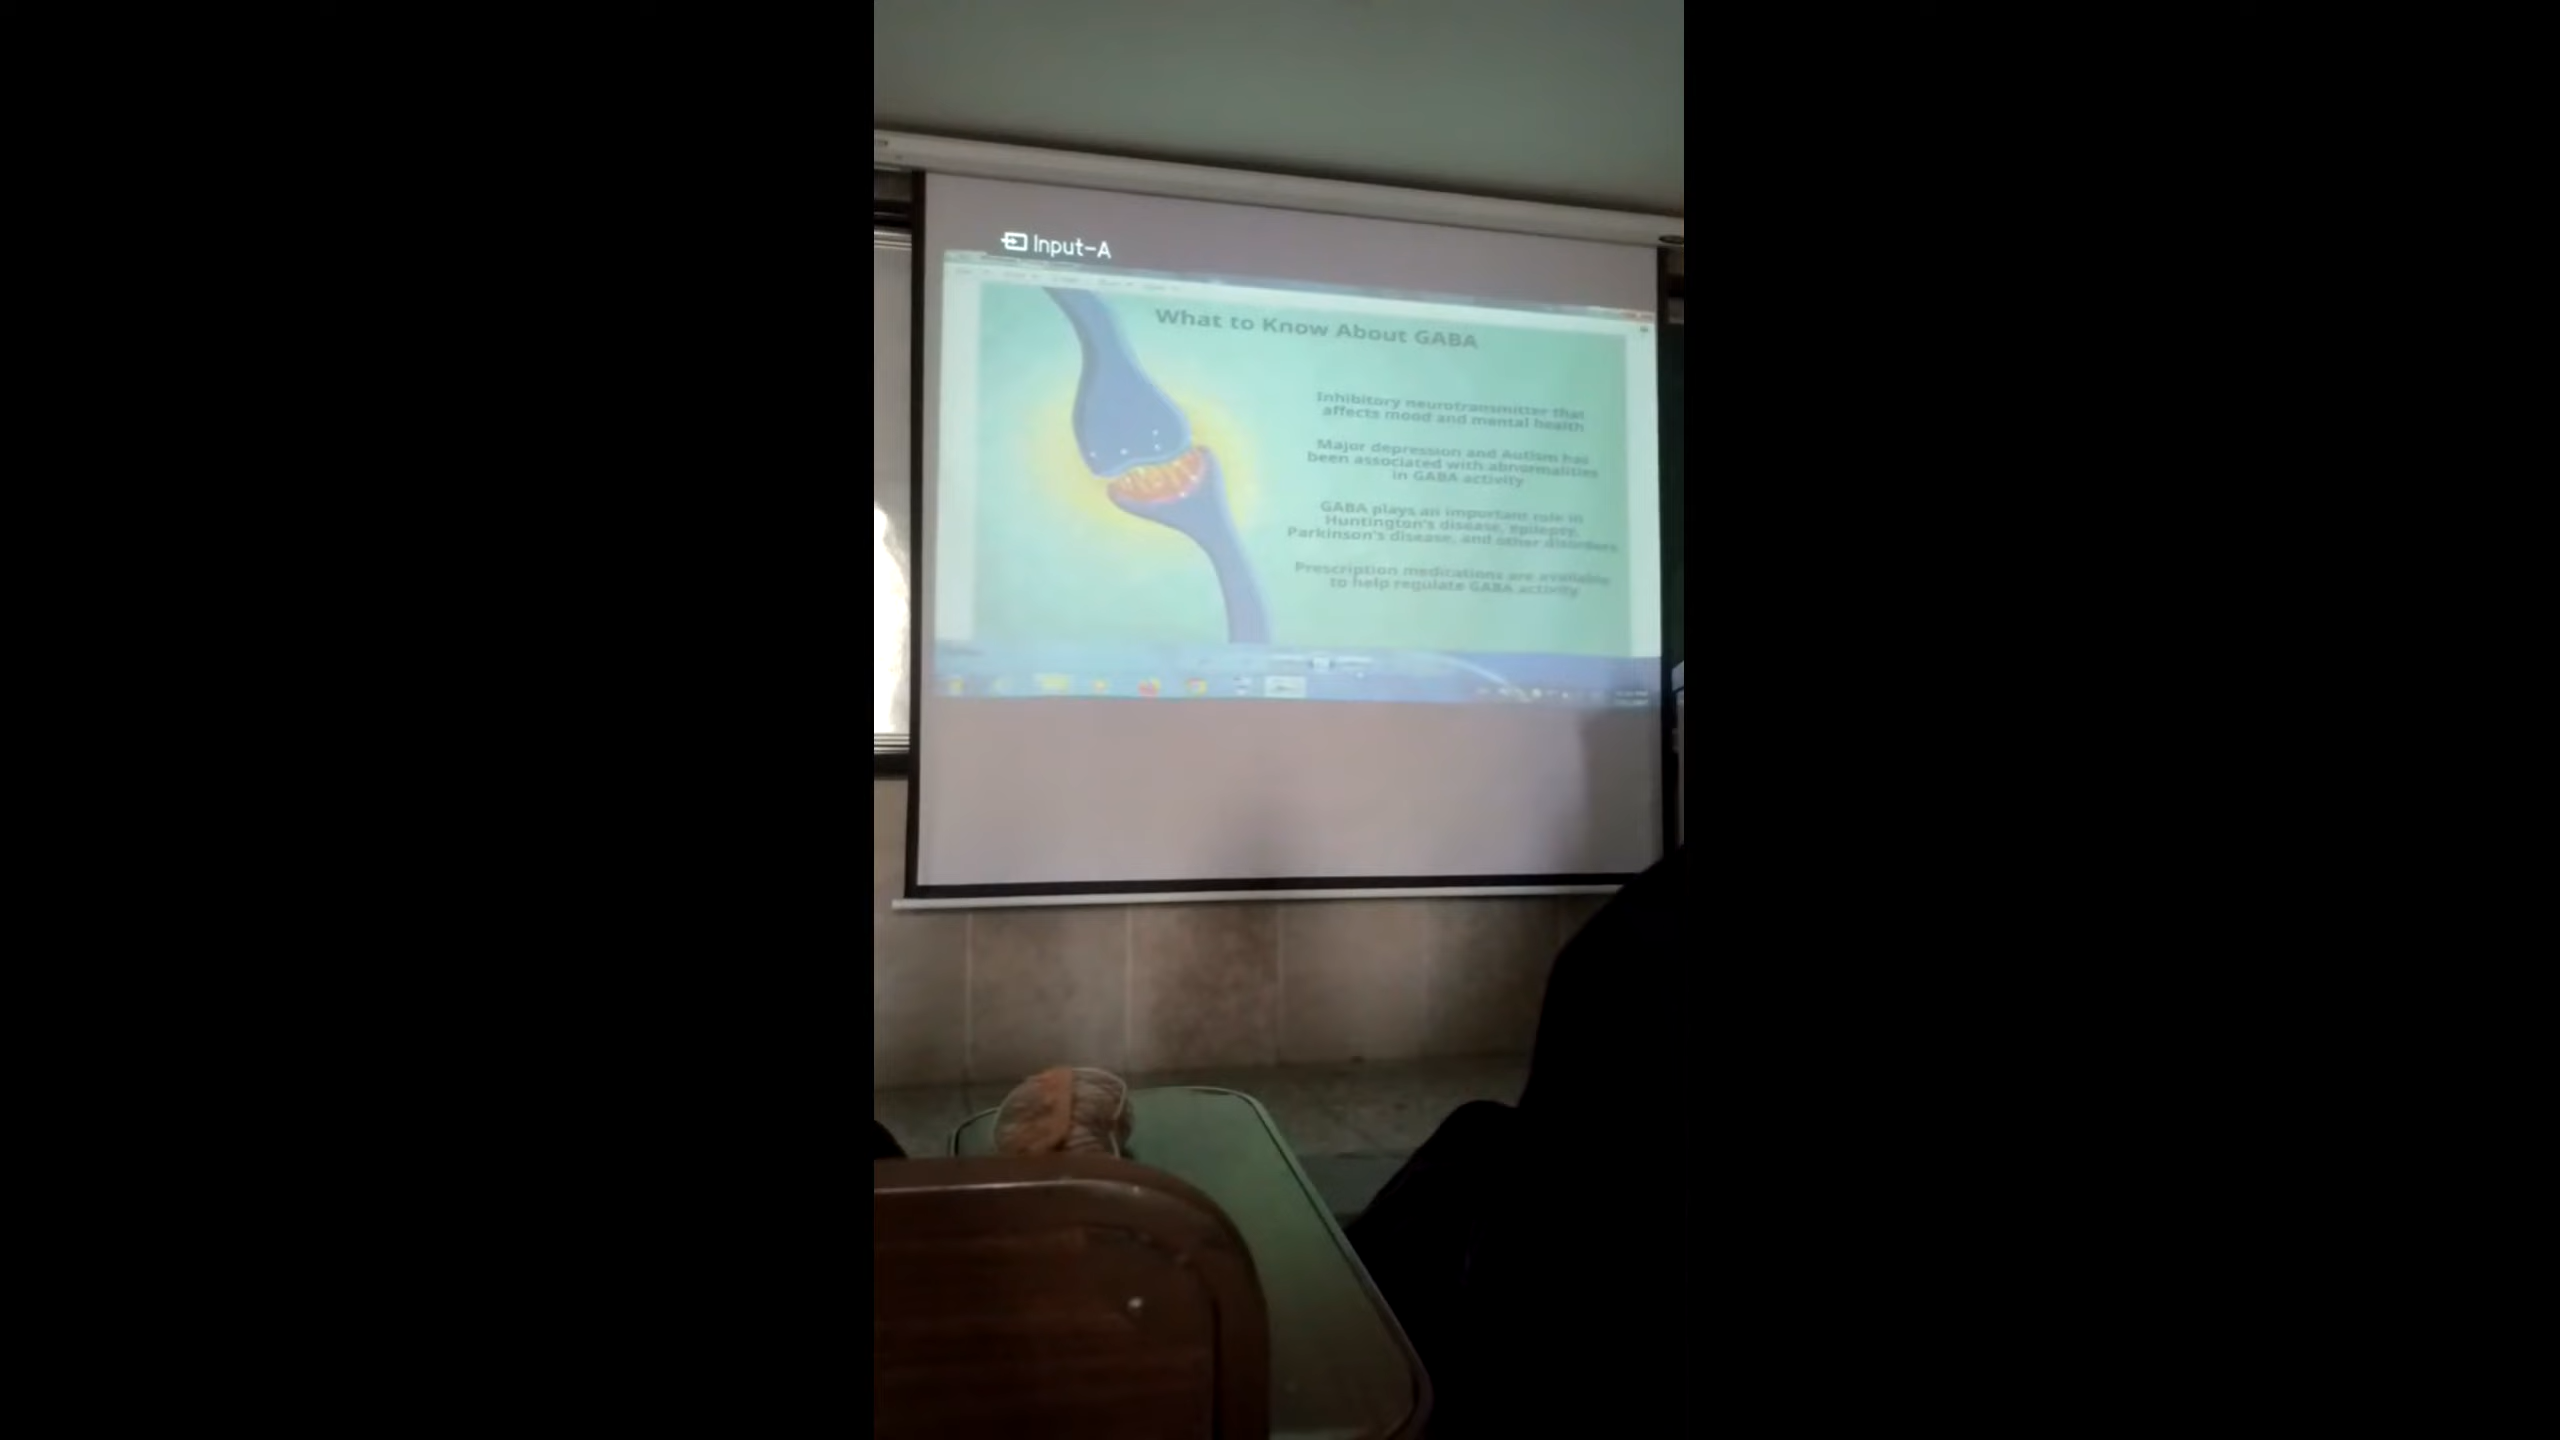 Input-A
What to Know About GABA
Inhibitory neurotransmitter that
affects mood and mental health
Major depression and Autism has
been associated with abnormalities
in GABA activity
GABA plays an important role in
Huntington's disease, epilepsy,
Parkinson's disease, and other disorders
Prescription medications are available
to help regulate GABA activity